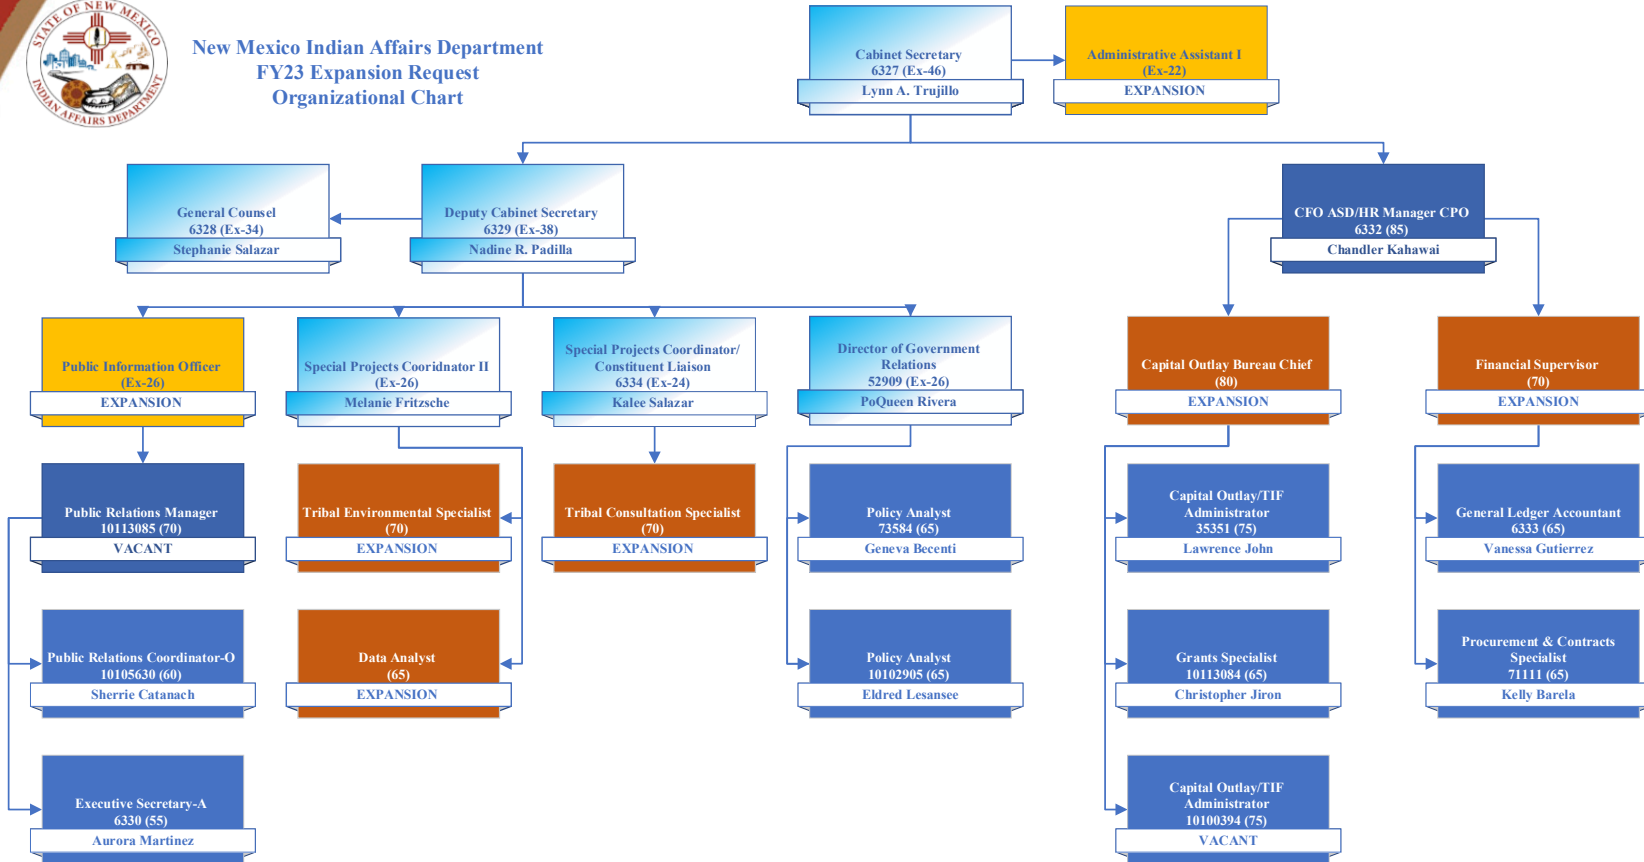 STATE OF NEW MEXICO
INDIAN AFFAIRS DEPARTMENT
New Mexico Indian Affairs Department
FY23 Expansion Request
Organizational Chart
Cabinet Secretary
6327 (Ex-46)
Lynn A. Trujillo
Administrative Assistant I
(Ex-22)
EXPANSION
General Counsel
6328 (Ex-34)
Stephanie Salazar
Deputy Cabinet Secretary
6329 (Ex-38)
Nadine R. Padilla
CFO ASD/HR Manager CPO
6332 (85)
Chandler Kahawai
Public Information Officer
(Ex-26)
EXPANSION
Special Projects Cooridnator II
(Ex-26)
Melanie Fritzsche
Special Projects Coordinator/
Constituent Liaison
6334 (Ex-24)
Kalee Salazar
Director of Government
Relations
52909 (Ex-26)
PoQueen Rivera
Capital Outlay Bureau Chief
(80)
EXPANSION
Financial Supervisor
(70)
EXPANSION
Public Relations Manager
10113085 (70)
VACANT
Tribal Environmental Specialist
(70)
EXPANSION
Tribal Consultation Specialist
(70)
EXPANSION
Policy Analyst
73584 (65)
Geneva Becenti
Capital Outlay/TIF
Administrator
35351 (75)
Lawrence John
General Ledger Accountant
6333 (65)
Vanessa Gutierrez
Public Relations Coordinator-O
10105630 (60)
Sherrie Catanach
Data Analyst
(65)
EXPANSION
Policy Analyst
10102905 (65)
Eldred Lesansee
Grants Specialist
10113084 (65)
Christopher Jiron
Procurement & Contracts
Specialist
71111 (65)
Kelly Barela
Executive Secretary-A
6330 (55)
Aurora Martinez
Capital Outlay/TIF
Administrator
10100394 (75)
VACANT